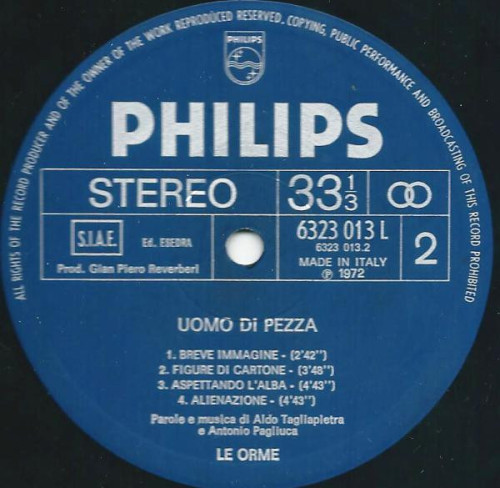 ALL RIGHTS OF THE RECORD PRODUCER AND OF THE OWNER OF THE WORK REPRODUCED RESERVED. COPYING, PUBLIC PERFORMANCE AND BROADCASTING OF THIS RECORD PROHIBITED
PHILIPS
PHILIPS
STEREO
33 1/3
S.I.A.E.
Ed. ESEDRA
Prod. Gian Piero Reverberi
6323 013 L
6323 013.2
MADE IN ITALY
℗ 1972
2
UOMO Di PEZZA
1. BREVE IMMAGINE - (2'42'')
2. FIGURE DI CARTONE - (3'48'')
3. ASPETTANDO L'ALBA - (4'43'')
4. ALIENAZIONE - (4'43'')
Parole e musica di Aldo Tagliapietra
e Antonio Pagliuca
LE ORME